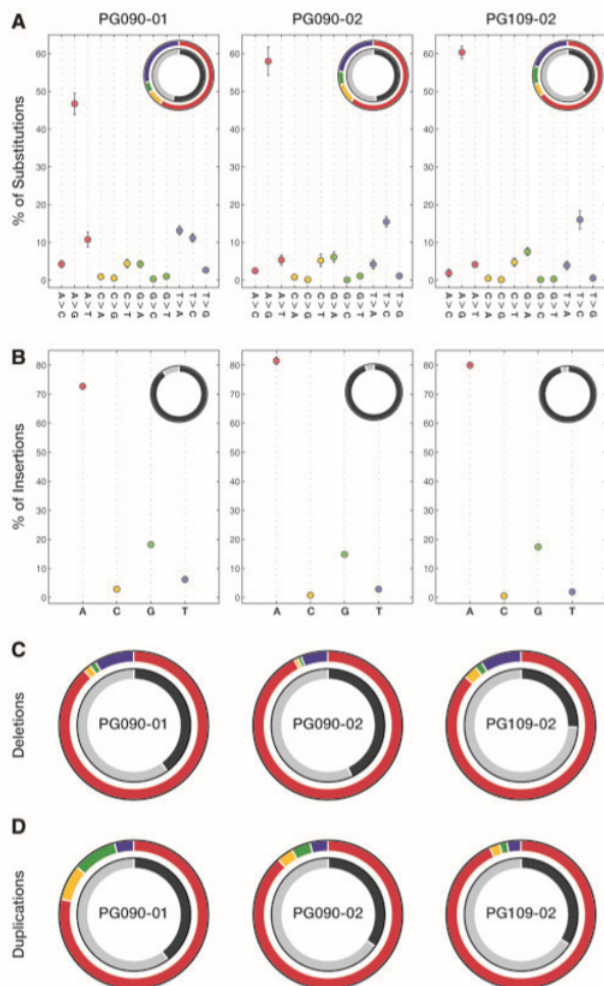 A
PG090-01 PG090-02 PG109-02
% of Substitutions
60
50
40
30
20
10
0
A > C A > G A > T C > A C > G C > T G > A G > C G > T T > A T > C T > G
A > C A > G A > T C > A C > G C > T G > A G > C G > T T > A T > C T > G
A > C A > G A > T C > A C > G C > T G > A G > C G > T T > A T > C T > G
B
% of Insertions
80
70
60
50
40
30
20
10
0
A C G T A C G T A C G T
C
Deletions
PG090-01 PG090-02 PG109-02
D
Duplications
PG090-01 PG090-02 PG109-02